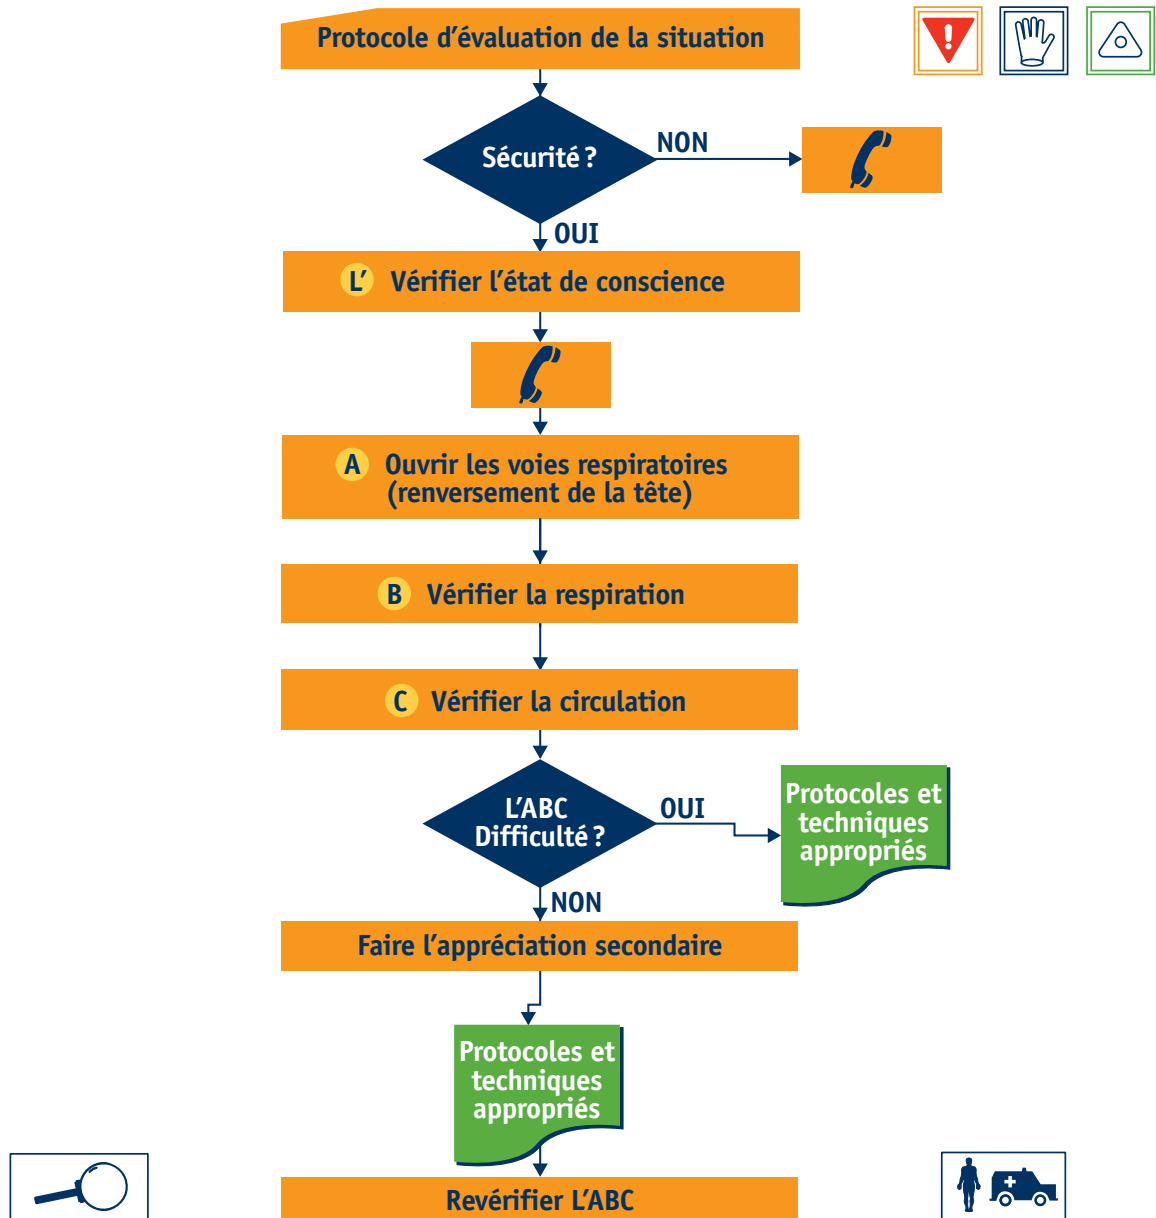 Protocole d'évaluation de la situation
Sécurité ?
NON
OUI
L' Vérifier l'état de conscience
A Ouvrir les voies respiratoires
(renversement de la tête)
B Vérifier la respiration
C Vérifier la circulation
L'ABC
Difficulté ?
OUI
Protocoles et
techniques
appropriés
NON
Faire l'appréciation secondaire
Protocoles et
techniques
appropriés
Revérifier L'ABC